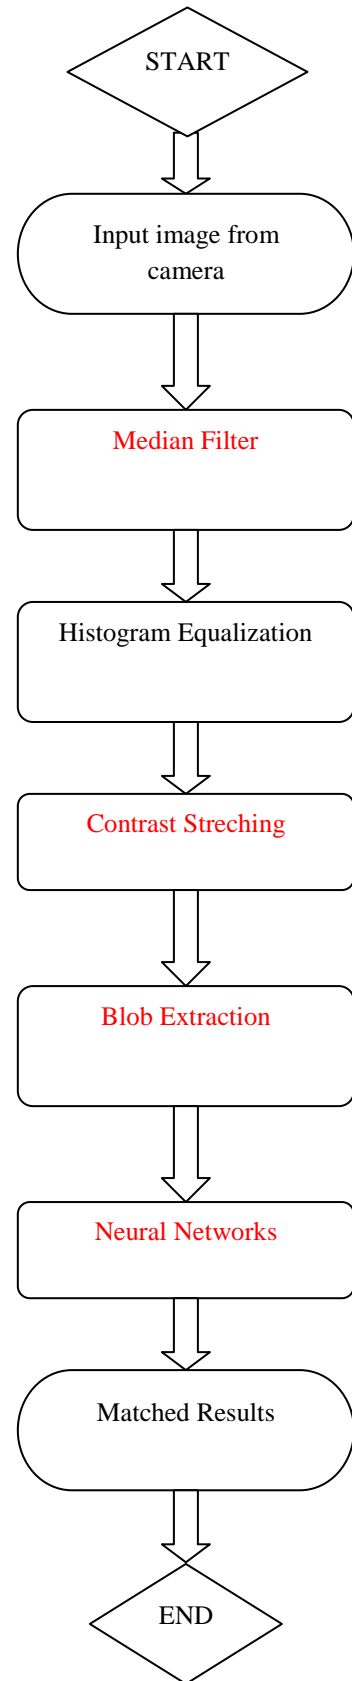 START
Input image from
camera
Median Filter
Histogram Equalization
Contrast Streching
Blob Extraction
Neural Networks
Matched Results
END